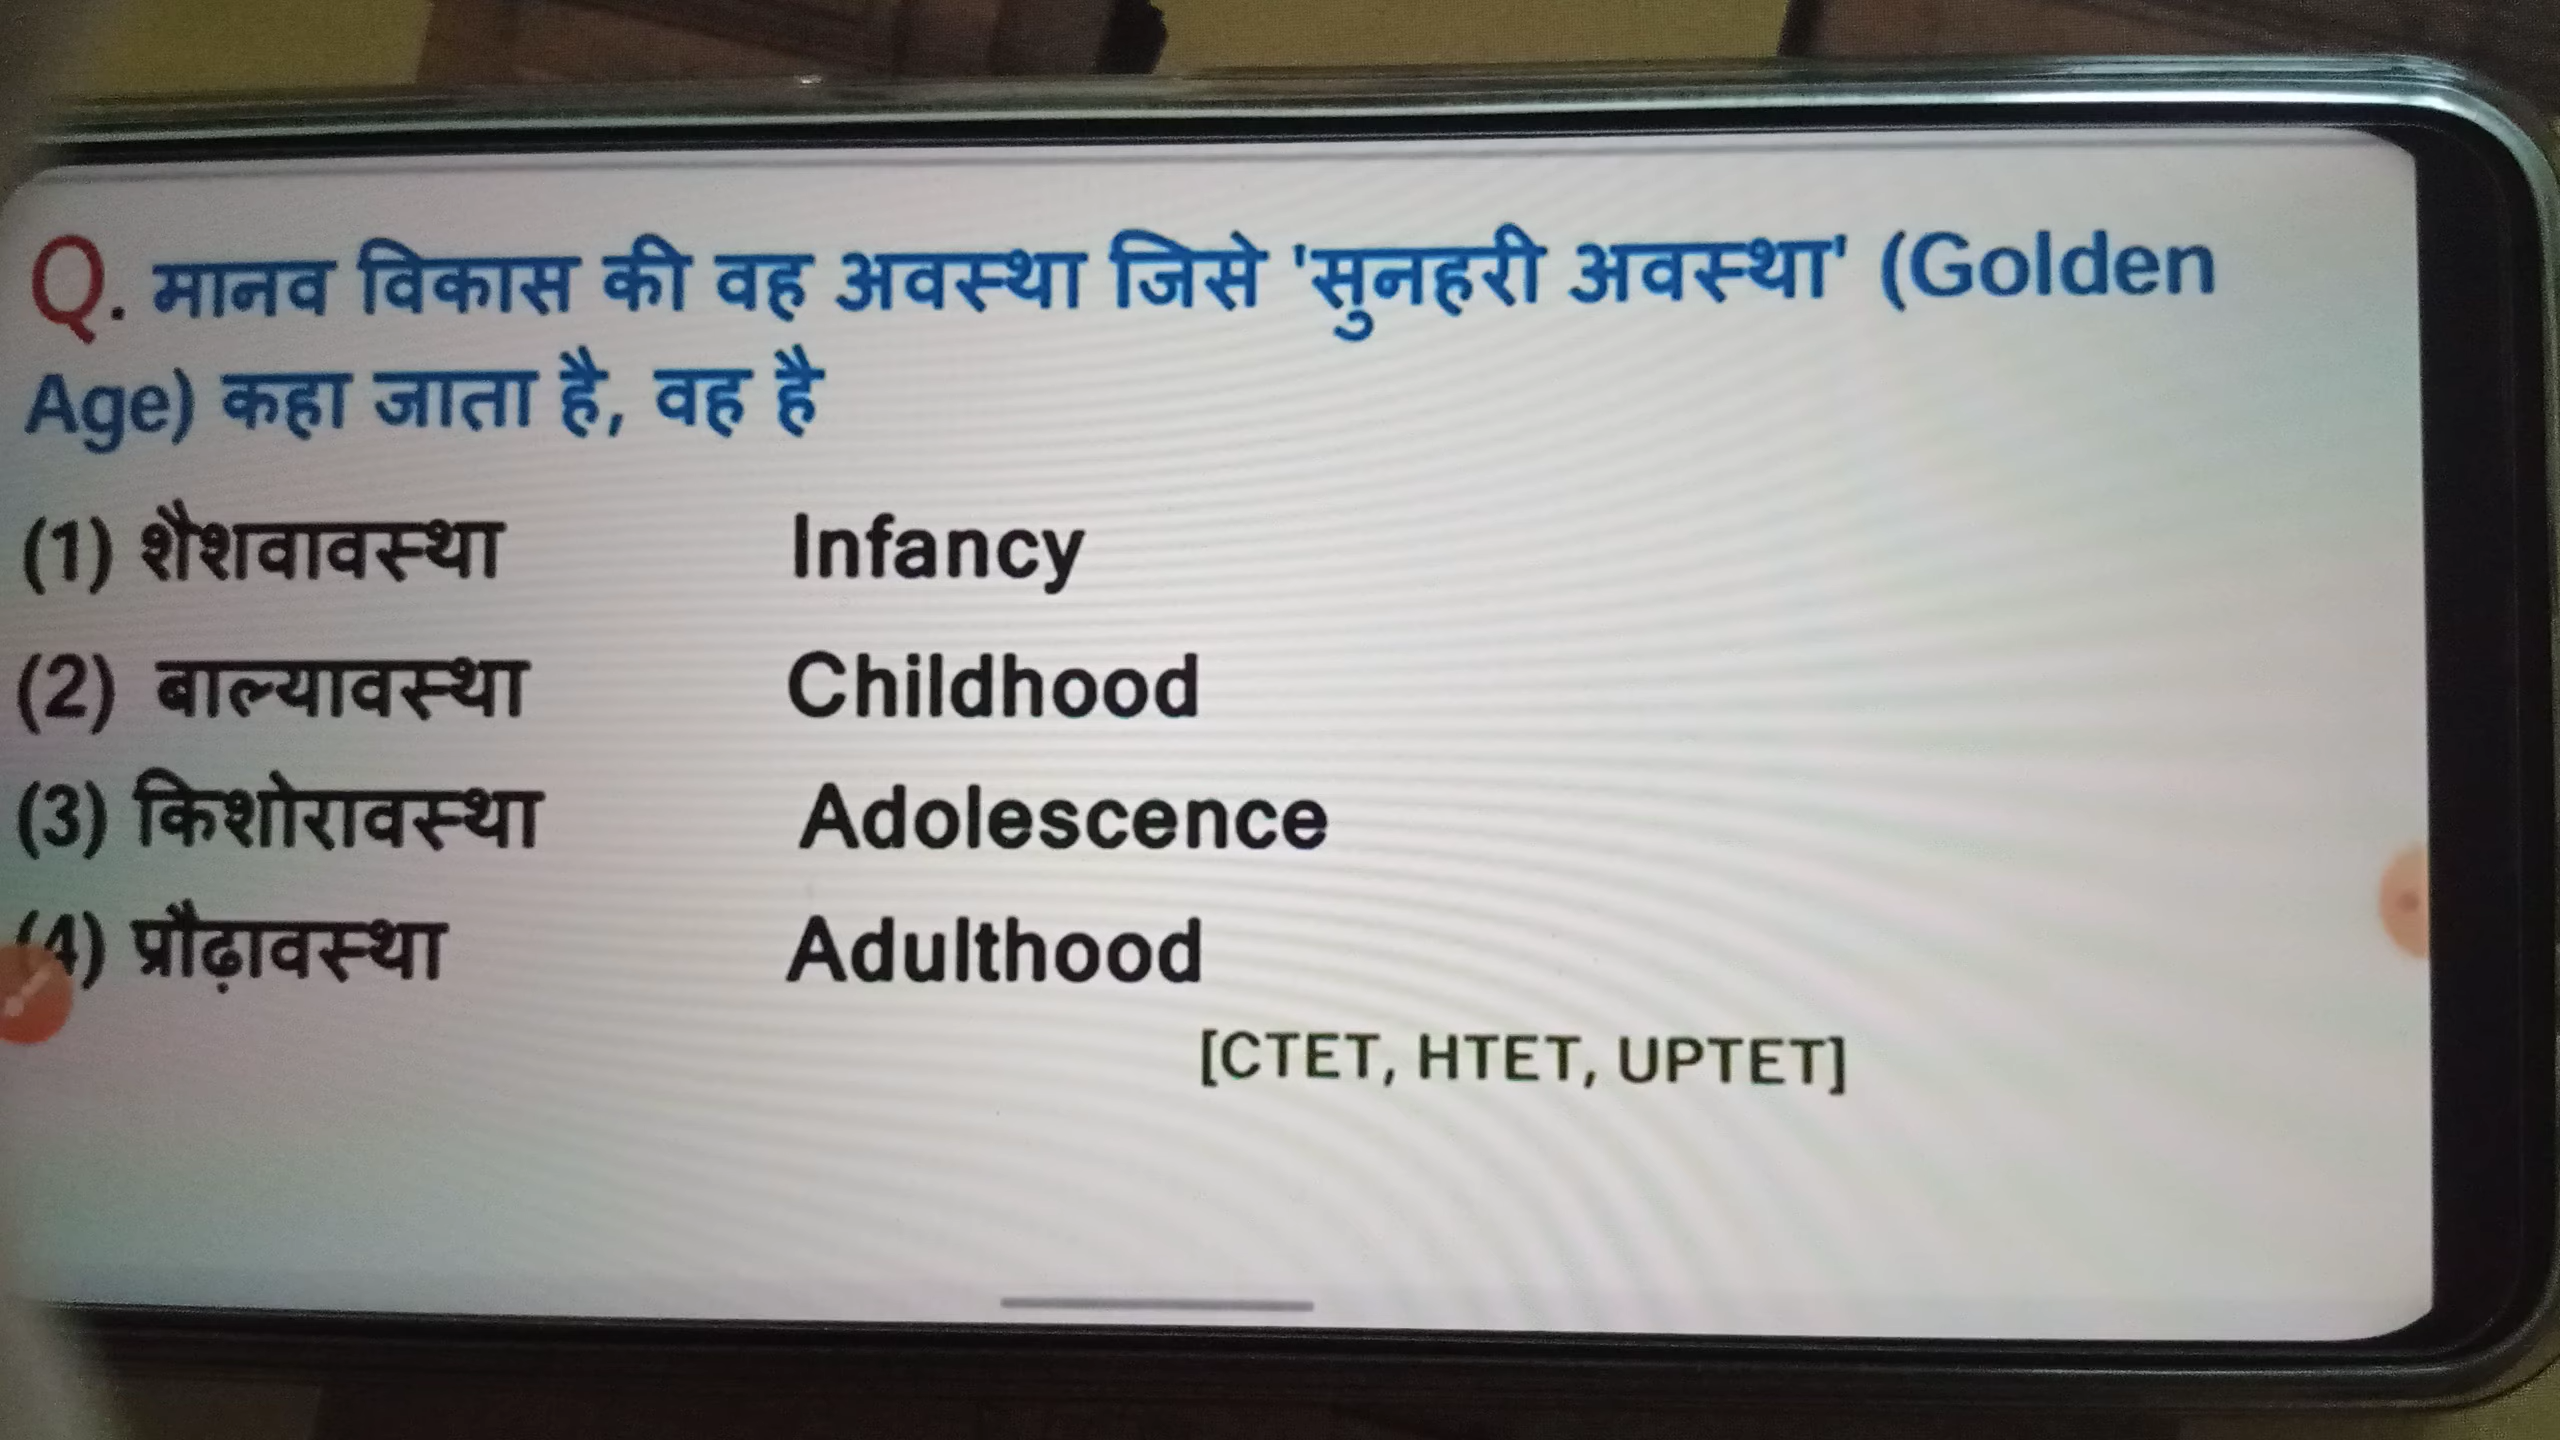 Q. मानव विकास की वह अवस्था जिसे 'सुनहरी अवस्था' (Golden
Age) कहा जाता है, वह है
(1) शैशवावस्था Infancy
(2) बाल्यावस्था Childhood
(3) किशोरावस्था Adolescence
(4) प्रौढ़ावस्था Adulthood
[CTET, HTET, UPTET]